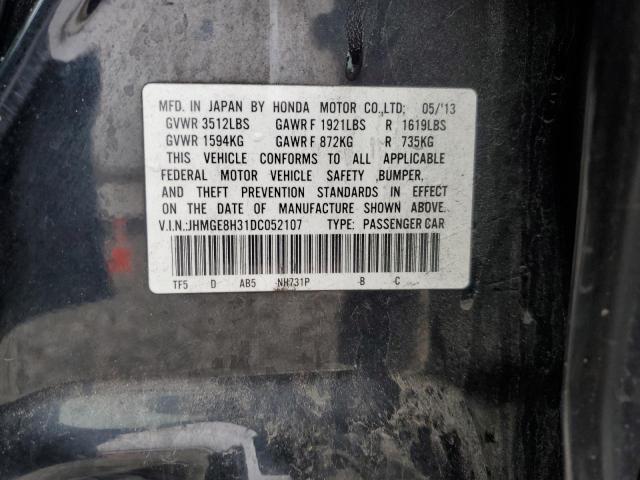 MFD. IN JAPAN BY HONDA MOTOR CO.,LTD; 05/'13
GVWR 3512LBS GAWR F 1921LBS R 1619LBS
GVWR 1594KG GAWR F 872KG R 735KG
THIS VEHICLE CONFORMS TO ALL APPLICABLE
FEDERAL MOTOR VEHICLE SAFETY ,BUMPER,
AND THEFT PREVENTION STANDARDS IN EFFECT
ON THE DATE OF MANUFACTURE SHOWN ABOVE.
V.I.N.:JHMGE8H31DC052107 TYPE: PASSENGER CAR
TF5 D AB5 NH731P B C